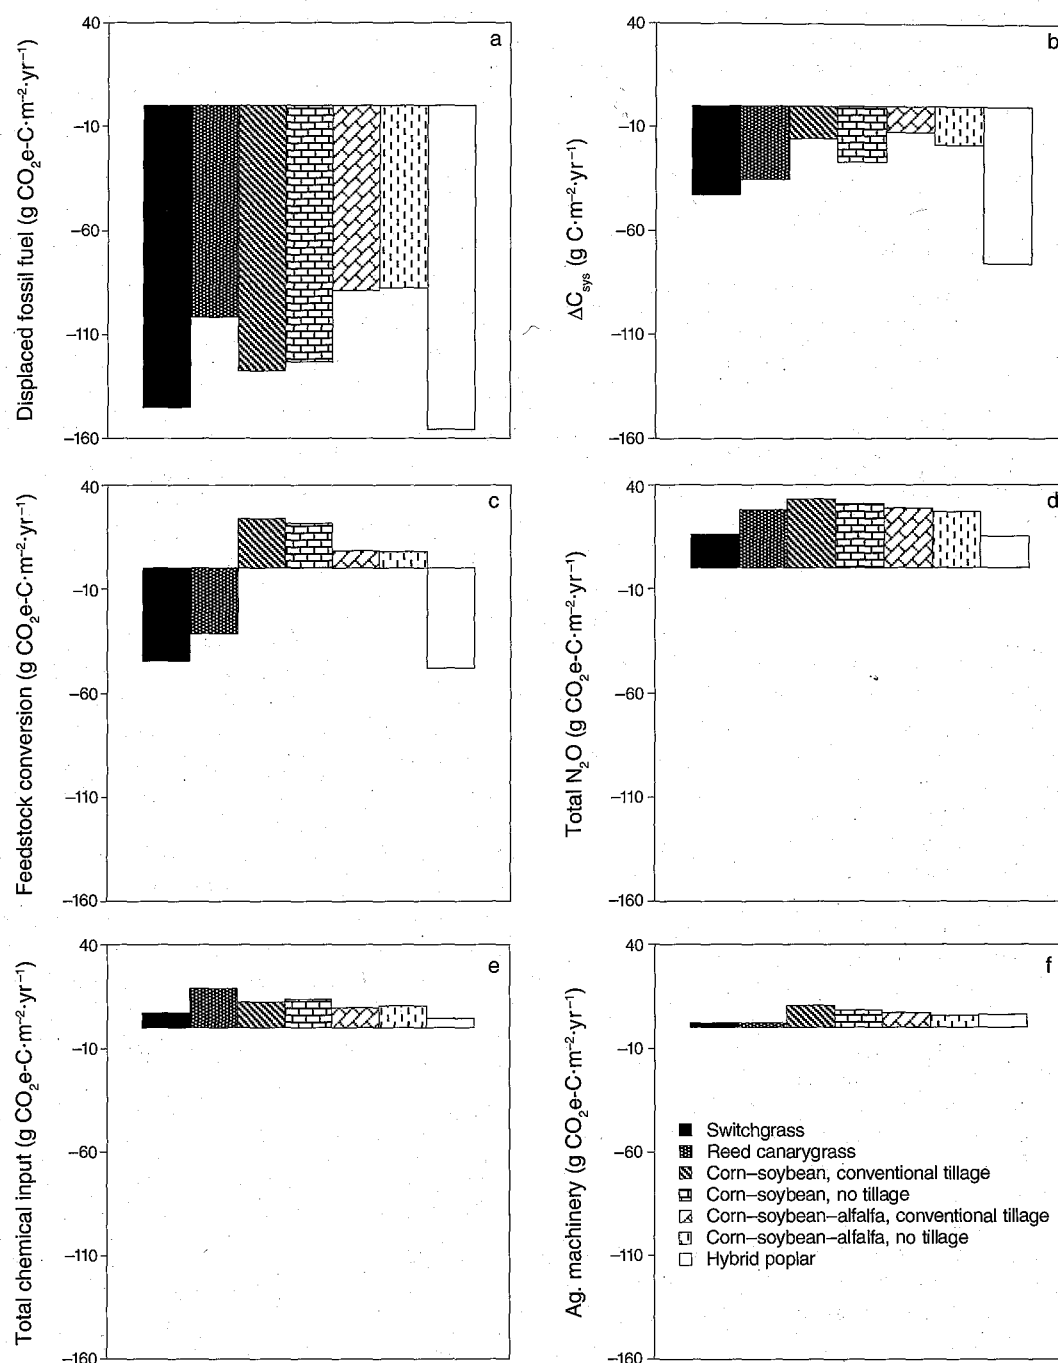 a
40
−10
−60
−110
−160
Displaced fossil fuel (g CO₂e-C·m⁻²·yr⁻¹)
b
40
−10
−60
−110
−160
ΔC_sys (g C·m⁻²·yr⁻¹)
c
40
−10
−60
−110
−160
Feedstock conversion (g CO₂e-C·m⁻²·yr⁻¹)
d
40
−10
−60
−110
−160
Total N₂O (g CO₂e-C·m⁻²·yr⁻¹)
e
40
−10
−60
−110
−160
Total chemical input (g CO₂e-C·m⁻²·yr⁻¹)
f
40
−10
−60
−110
−160
Ag. machinery (g CO₂e-C·m⁻²·yr⁻¹)
Switchgrass
Reed canarygrass
Corn–soybean, conventional tillage
Corn–soybean, no tillage
Corn–soybean–alfalfa, conventional tillage
Corn–soybean–alfalfa, no tillage
Hybrid poplar